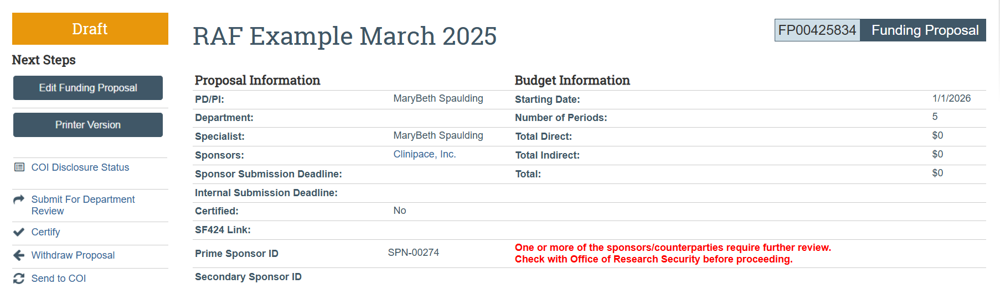 Draft
RAF Example March 2025
FP00425834 Funding Proposal
Next Steps
Edit Funding Proposal
Printer Version
COI Disclosure Status
Submit For Department
Review
Certify
Withdraw Proposal
Send to COI
Proposal Information
PD/PI: MaryBeth Spaulding
Department:
Specialist: MaryBeth Spaulding
Sponsors: Clinipace, Inc.
Sponsor Submission Deadline:
Internal Submission Deadline:
Certified: No
SF424 Link:
Prime Sponsor ID SPN-00274
Secondary Sponsor ID
Budget Information
Starting Date: 1/1/2026
Number of Periods: 5
Total Direct: $0
Total Indirect: $0
Total: $0
One or more of the sponsors/counterparties require further review.
Check with Office of Research Security before proceeding.